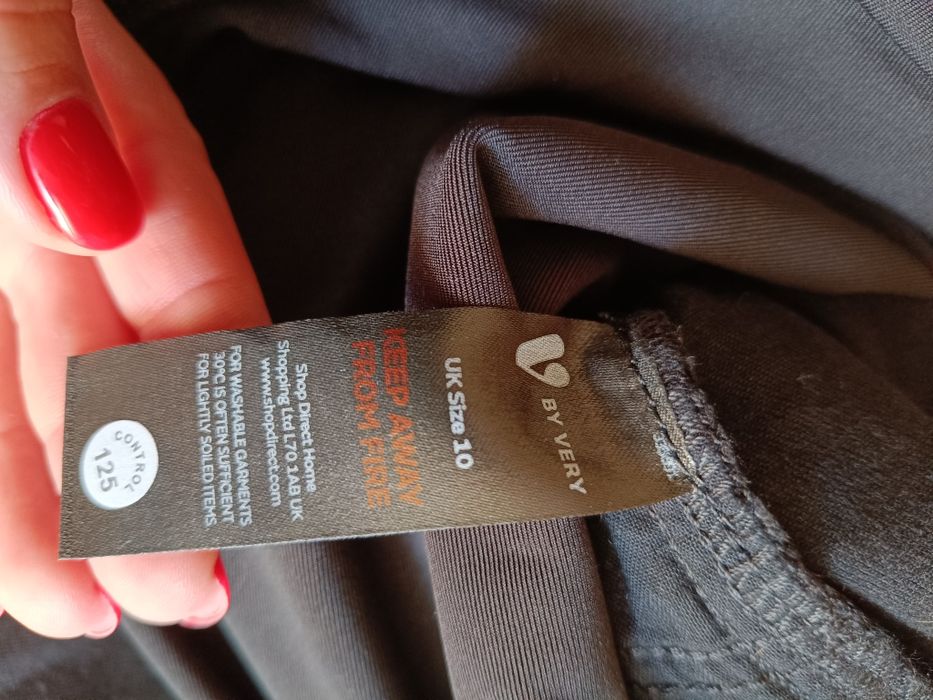 BY VERY
UK Size 10
KEEP AWAY
FROM FIRE
Shop Direct Home
Shopping Ltd L70 1AB UK
www.shopdirect.com
FOR WASHABLE GARMENTS
30°C IS OFTEN SUFFICIENT
FOR LIGHTLY SOILED ITEMS.
CONTROL
125